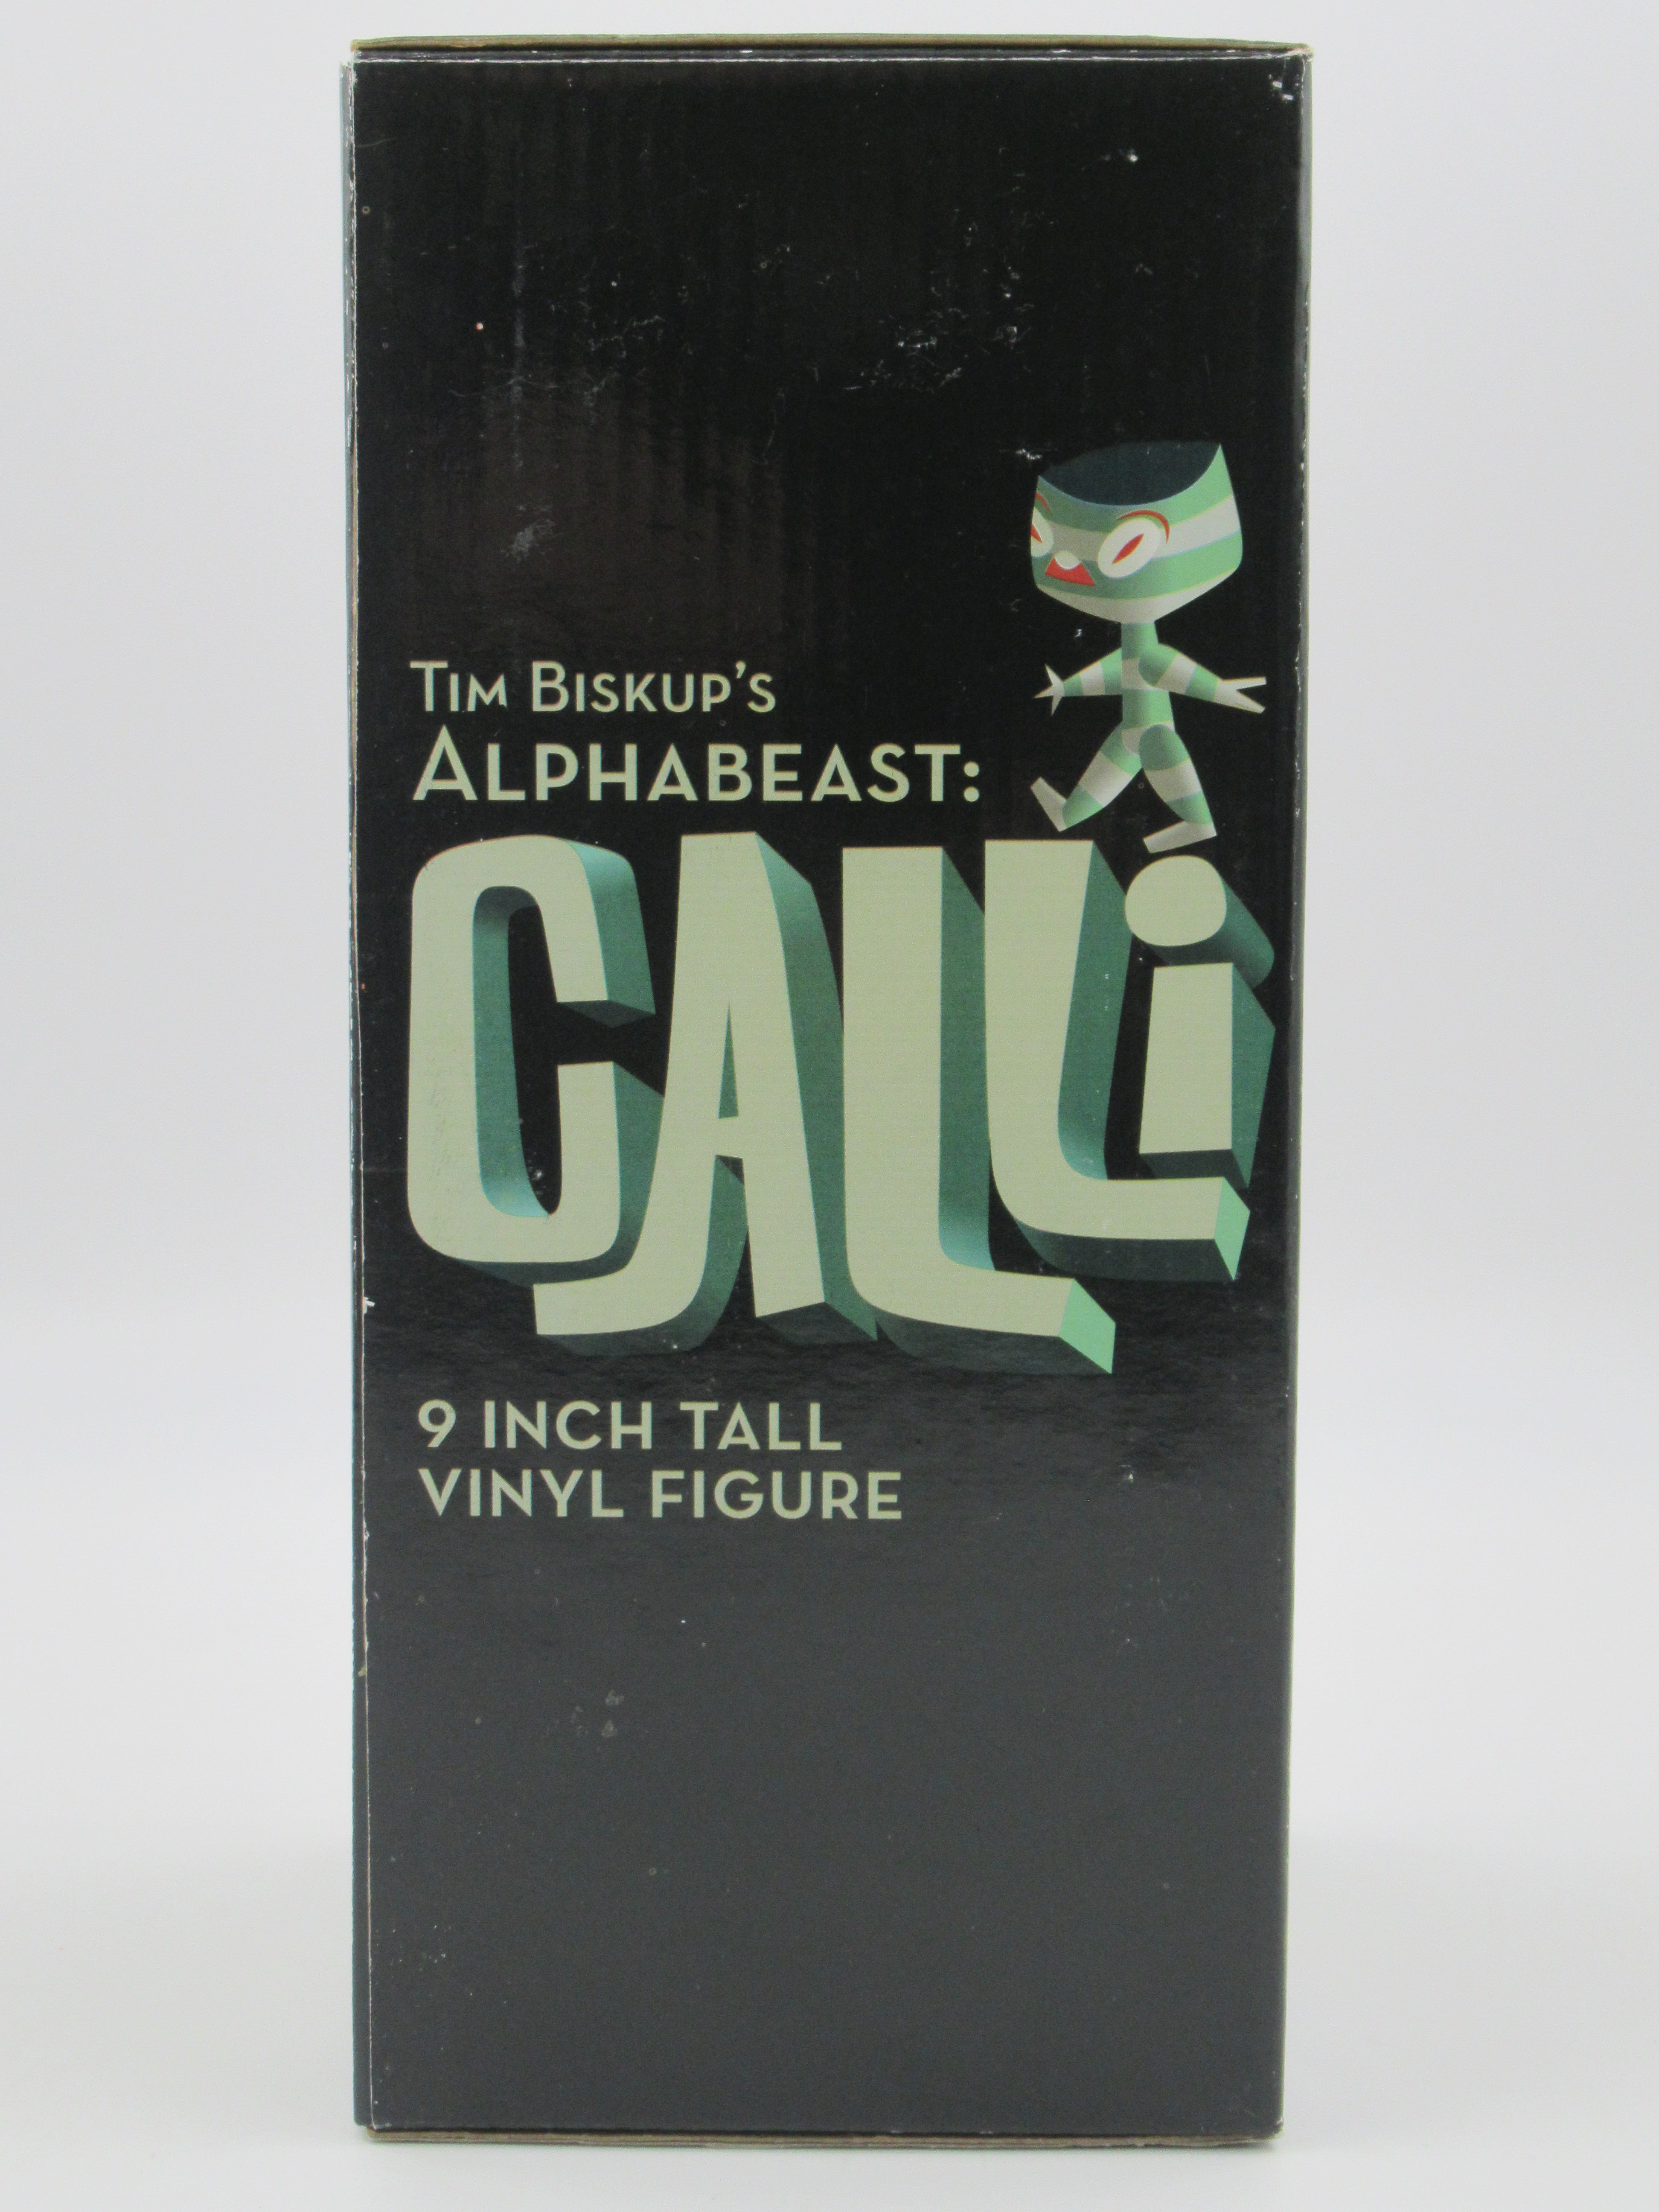 TIM BISKUP'S
ALPHABEAST:
CALLi
9 INCH TALL
VINYL FIGURE